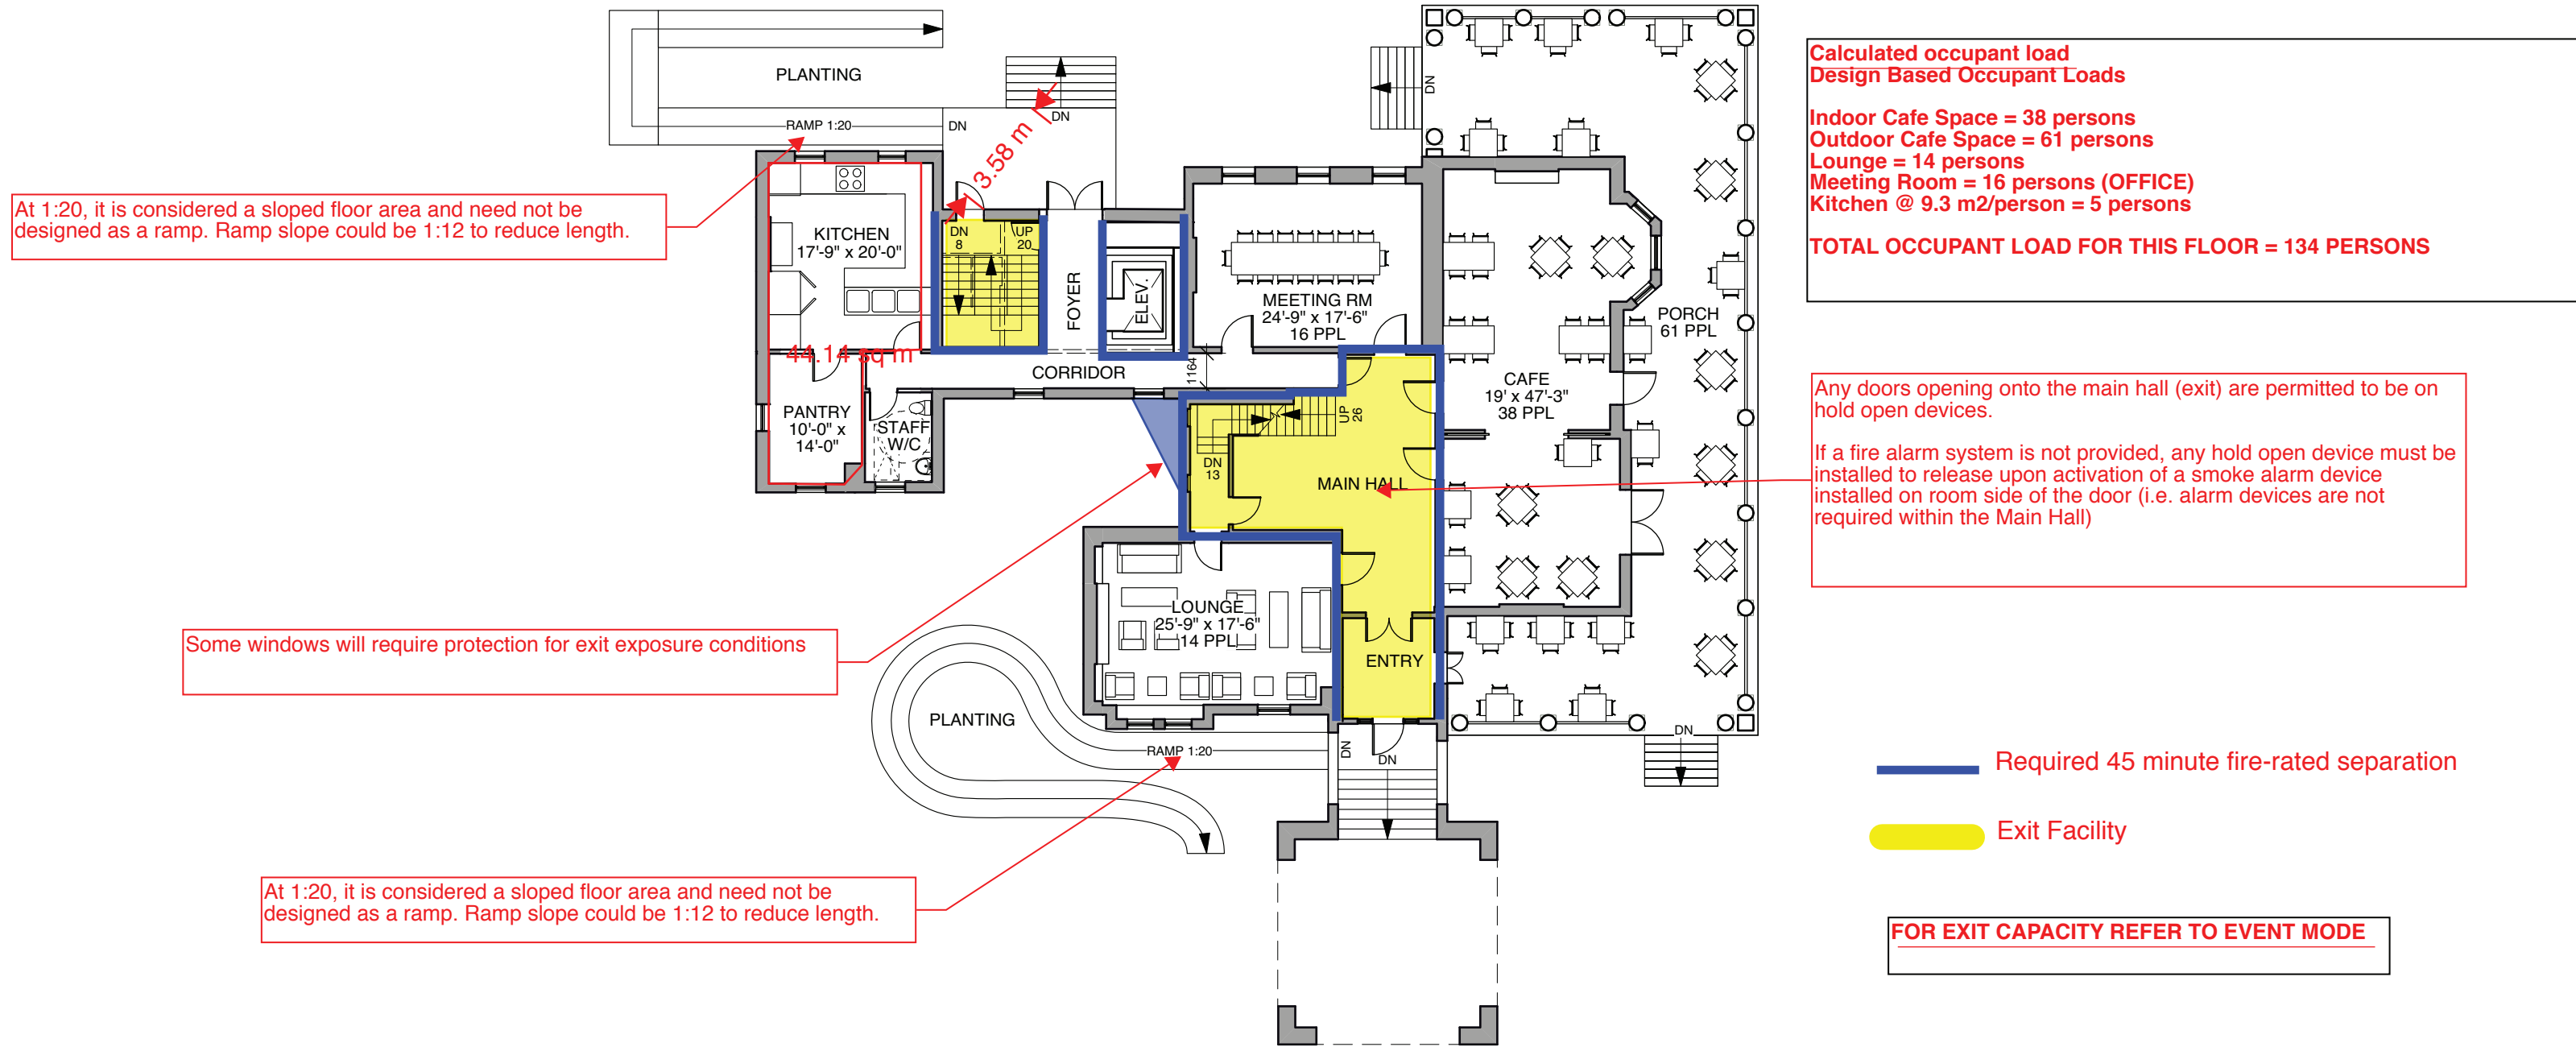 PLANTING
DN
RAMP 1:20
DN
3.58 m
At 1:20, it is considered a sloped floor area and need not be
designed as a ramp. Ramp slope could be 1:12 to reduce length.
KITCHEN
17'-9" x 20'-0"
44.14 sq m
DN
8
UP
20
FOYER
ELEV.
MEETING RM
24'-9" x 17'-6"
16 PPL
DN
PORCH
61 PPL
CORRIDOR
1164
CAFE
19' x 47'-3"
38 PPL
PANTRY
10'-0" x
14'-0"
STAFF
W/C
UP
26
DN
13
MAIN HALL
LOUNGE
25'-9" x 17'-6"
14 PPL
ENTRY
PLANTING
RAMP 1:20
DN
DN
DN
Calculated occupant load
Design Based Occupant Loads
Indoor Cafe Space = 38 persons
Outdoor Cafe Space = 61 persons
Lounge = 14 persons
Meeting Room = 16 persons (OFFICE)
Kitchen @ 9.3 m2/person = 5 persons
TOTAL OCCUPANT LOAD FOR THIS FLOOR = 134 PERSONS
Any doors opening onto the main hall (exit) are permitted to be on
hold open devices.
If a fire alarm system is not provided, any hold open device must be
installed to release upon activation of a smoke alarm device
installed on room side of the door (i.e. alarm devices are not
required within the Main Hall)
Some windows will require protection for exit exposure conditions
At 1:20, it is considered a sloped floor area and need not be
designed as a ramp. Ramp slope could be 1:12 to reduce length.
Required 45 minute fire-rated separation
Exit Facility
FOR EXIT CAPACITY REFER TO EVENT MODE